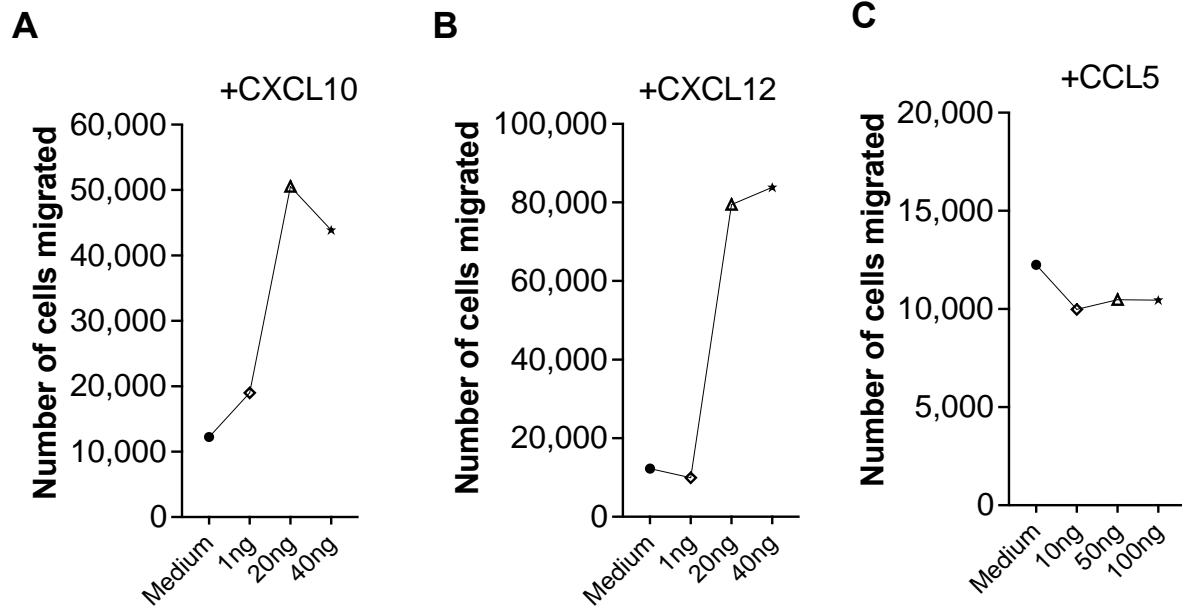 A
+CXCL10
Number of cells migrated
60,000
50,000
40,000
30,000
20,000
10,000
0
Medium
1ng
20ng
40ng
B
+CXCL12
Number of cells migrated
100,000
80,000
60,000
40,000
20,000
0
Medium
1ng
20ng
40ng
C
+CCL5
Number of cells migrated
20,000
15,000
10,000
5,000
0
Medium
10ng
50ng
100ng